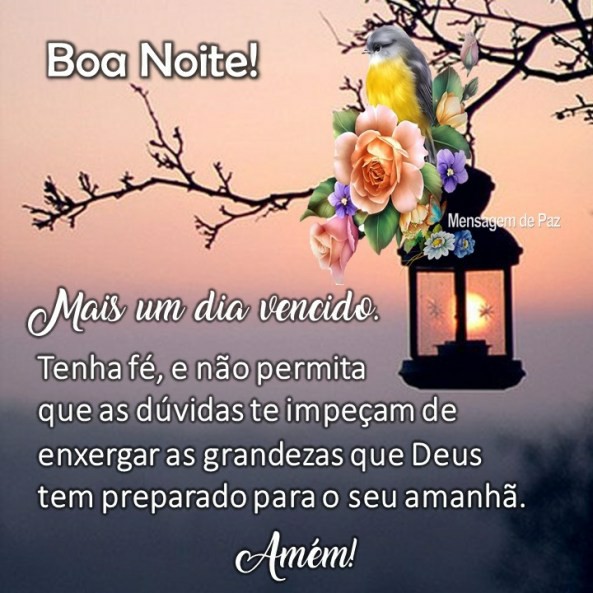 Boa Noite!
Mensagem de Paz
Mais um dia vencido.
Tenha fé, e não permita
que as dúvidas te impeçam de
enxergar as grandezas que Deus
tem preparado para o seu amanhã.
Amém!